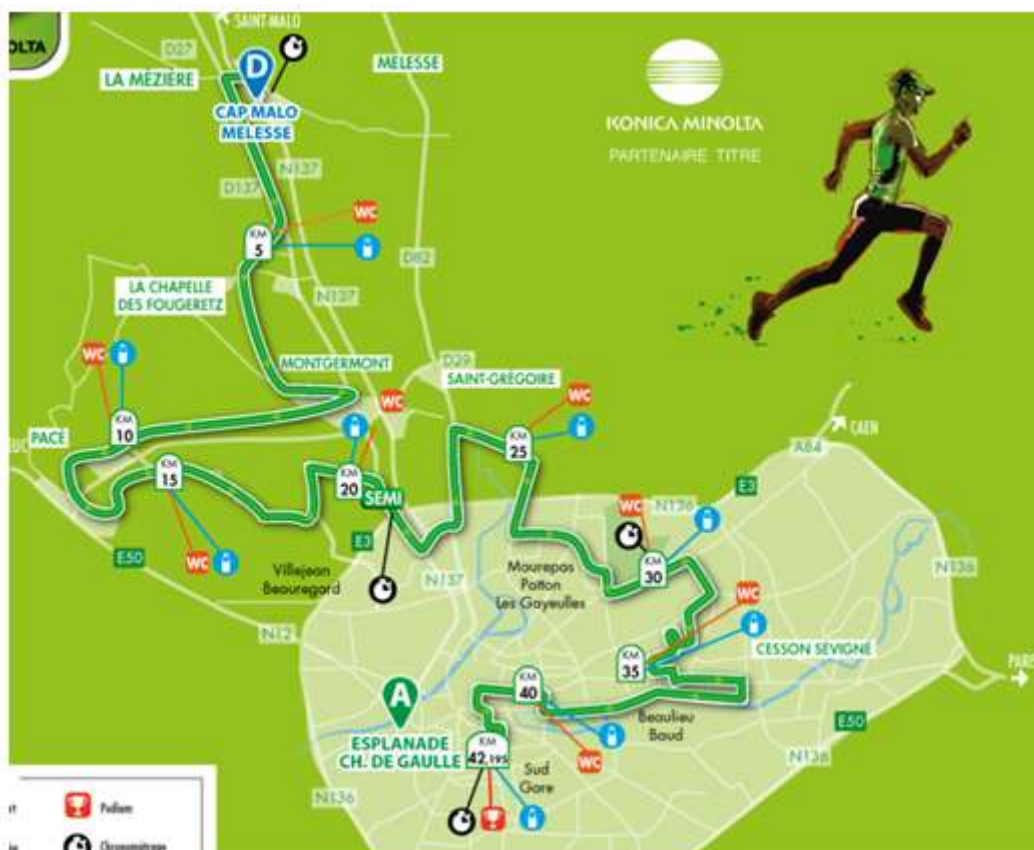 OLTA
SAINT-MALO
D27
LA MÉZIÈRE
D
CAP MALO
MELESSE
MELESSE
KONICA MINOLTA
PARTENAIRE TITRE
N137
D137
WC
KM
5
D82
LA CHAPELLE
DES FOUGERETZ
N137
MONTGERMONT
D29
SAINT-GRÉGOIRE
WC
WC
WC
KM
10
KM
25
CAEN
A84
PACÉ
UC
KM
15
KM
20
SEMI
E3
WC
N136
E50
WC
E3
Villejean
Beauregard
N137
Maurepas
Patton
Les Gayeulles
KM
30
N136
WC
N12
KM
35
CESSON SÉVIGNÉ
PARIS
A
KM
40
ESPLANADE
CH. DE GAULLE
Beaulieu
Baud
E50
KM
42,195
WC
N136
Sud
Gare
N136
Podium
Chronométrage